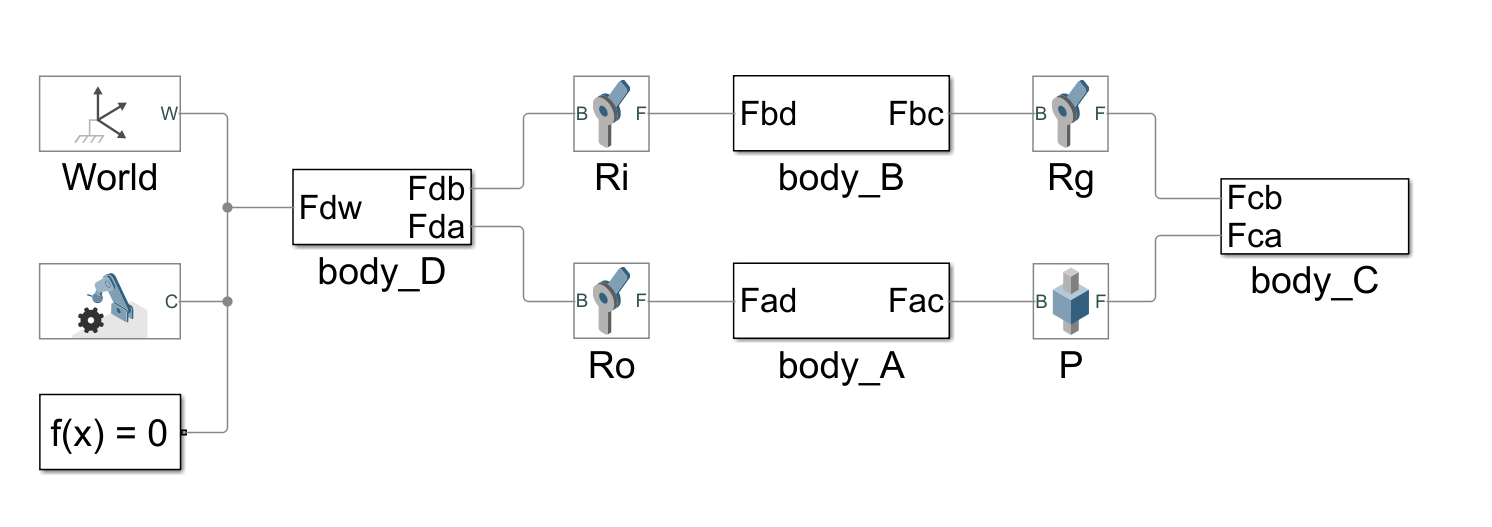 W
World
C
f(x) = 0
Fdw
Fdb
Fda
body_D
B
F
Ri
Fbd
Fbc
body_B
B
F
Rg
Fcb
Fca
body_C
B
F
Ro
Fad
Fac
body_A
B
F
P